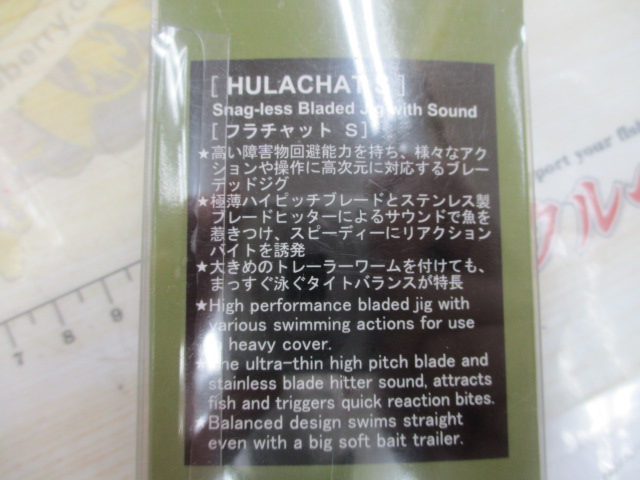 [ HULACHAT S ]
Snag-less Bladed Jig with Sound
[ フラチャット S ]
★高い障害物回避能力を持ち、様々なアク
ションや操作に高次元に対応するブレー
デッドジグ
★極薄ハイピッチブレードとステンレス製
ブレードヒッターによるサウンドで魚を
惹きつけ、スピーディーにリアクション
バイトを誘発
★大きめのトレーラーワームを付けても、
まっすぐ泳ぐタイトバランスが特長
★High performance bladed jig with
various swimming actions for use
heavy cover.
★The ultra-thin high pitch blade and
stainless blade hitter sound, attracts
fish and triggers quick reaction bites.
★Balanced design swims straight
even with a big soft bait trailer.
berry.c
port your fish
フル
7 8 9